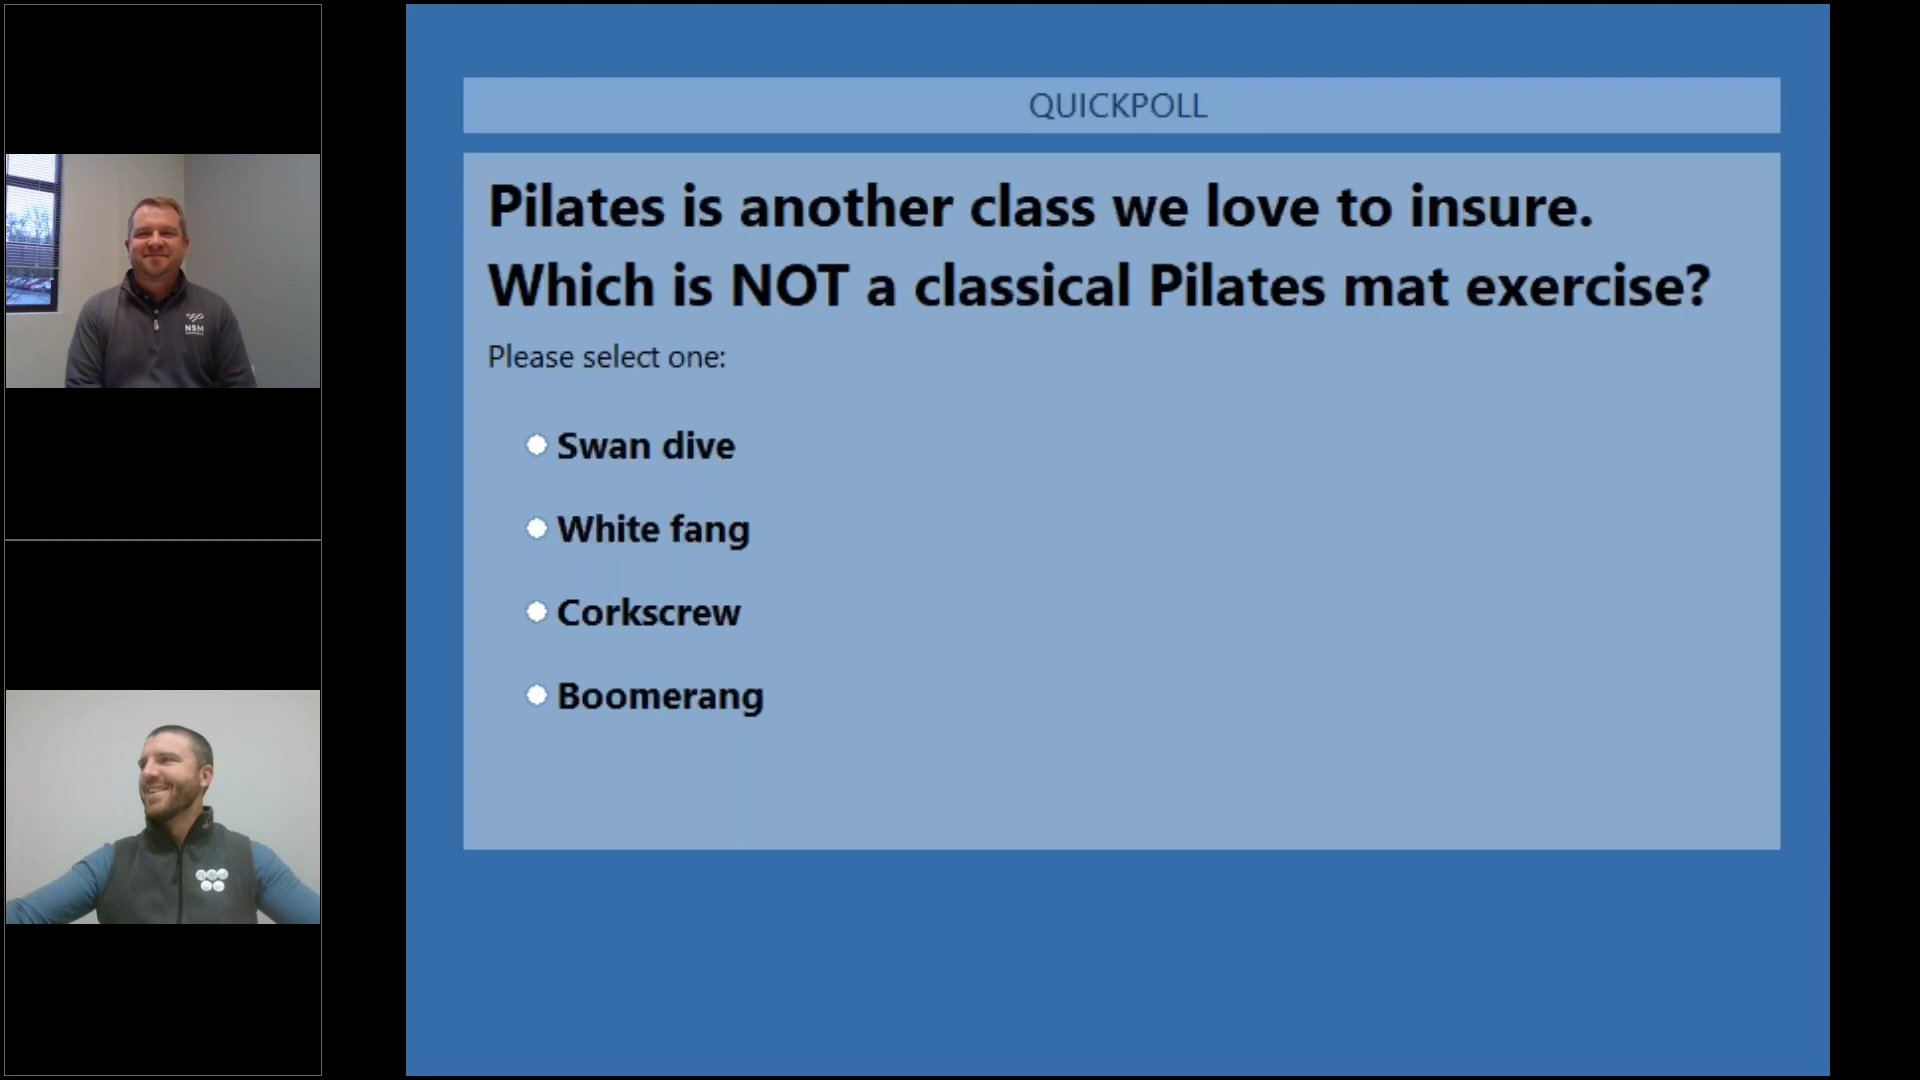 QUICKPOLL
Pilates is another class we love to insure.
Which is NOT a classical Pilates mat exercise?
Please select one:
Swan dive
White fang
Corkscrew
Boomerang
NSM